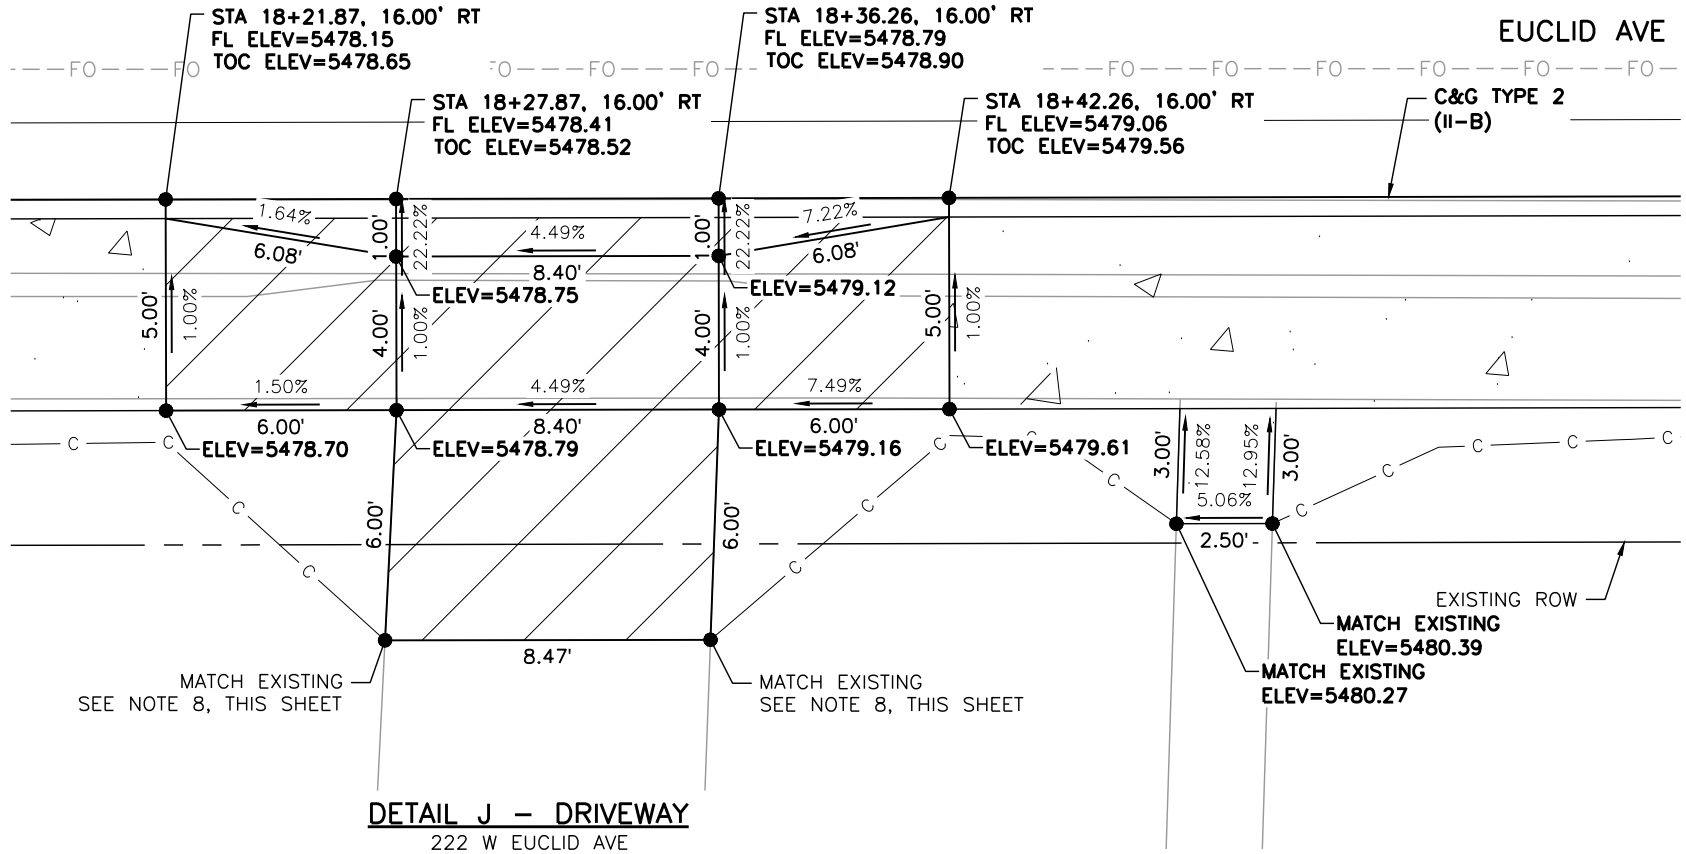 STA 18+21.87, 16.00' RT
FL ELEV=5478.15
TOC ELEV=5478.65
STA 18+36.26, 16.00' RT
FL ELEV=5478.79
TOC ELEV=5478.90
EUCLID AVE
FO FO FO FO FO FO FO FO FO FO FO
STA 18+27.87, 16.00' RT
FL ELEV=5478.41
TOC ELEV=5478.52
STA 18+42.26, 16.00' RT
FL ELEV=5479.06
TOC ELEV=5479.56
C&G TYPE 2
(II-B)
1.64%
6.08'
1.00'
22.22%
4.49%
8.40'
1.00'
22.22%
7.22%
6.08'
ELEV=5478.75
ELEV=5479.12
5.00'
1.00%
4.00'
1.00%
4.00'
1.00%
5.00'
1.00%
1.50%
6.00'
4.49%
8.40'
7.49%
6.00'
ELEV=5478.70
ELEV=5478.79
ELEV=5479.16
ELEV=5479.61
C C C C
C C C
C C
C C C C C
3.00'
12.58%
12.95%
3.00'
5.06%
2.50'
6.00'
6.00'
8.47'
EXISTING ROW
MATCH EXISTING
ELEV=5480.39
MATCH EXISTING
ELEV=5480.27
MATCH EXISTING
SEE NOTE 8, THIS SHEET
MATCH EXISTING
SEE NOTE 8, THIS SHEET
DETAIL J - DRIVEWAY
222 W EUCLID AVE